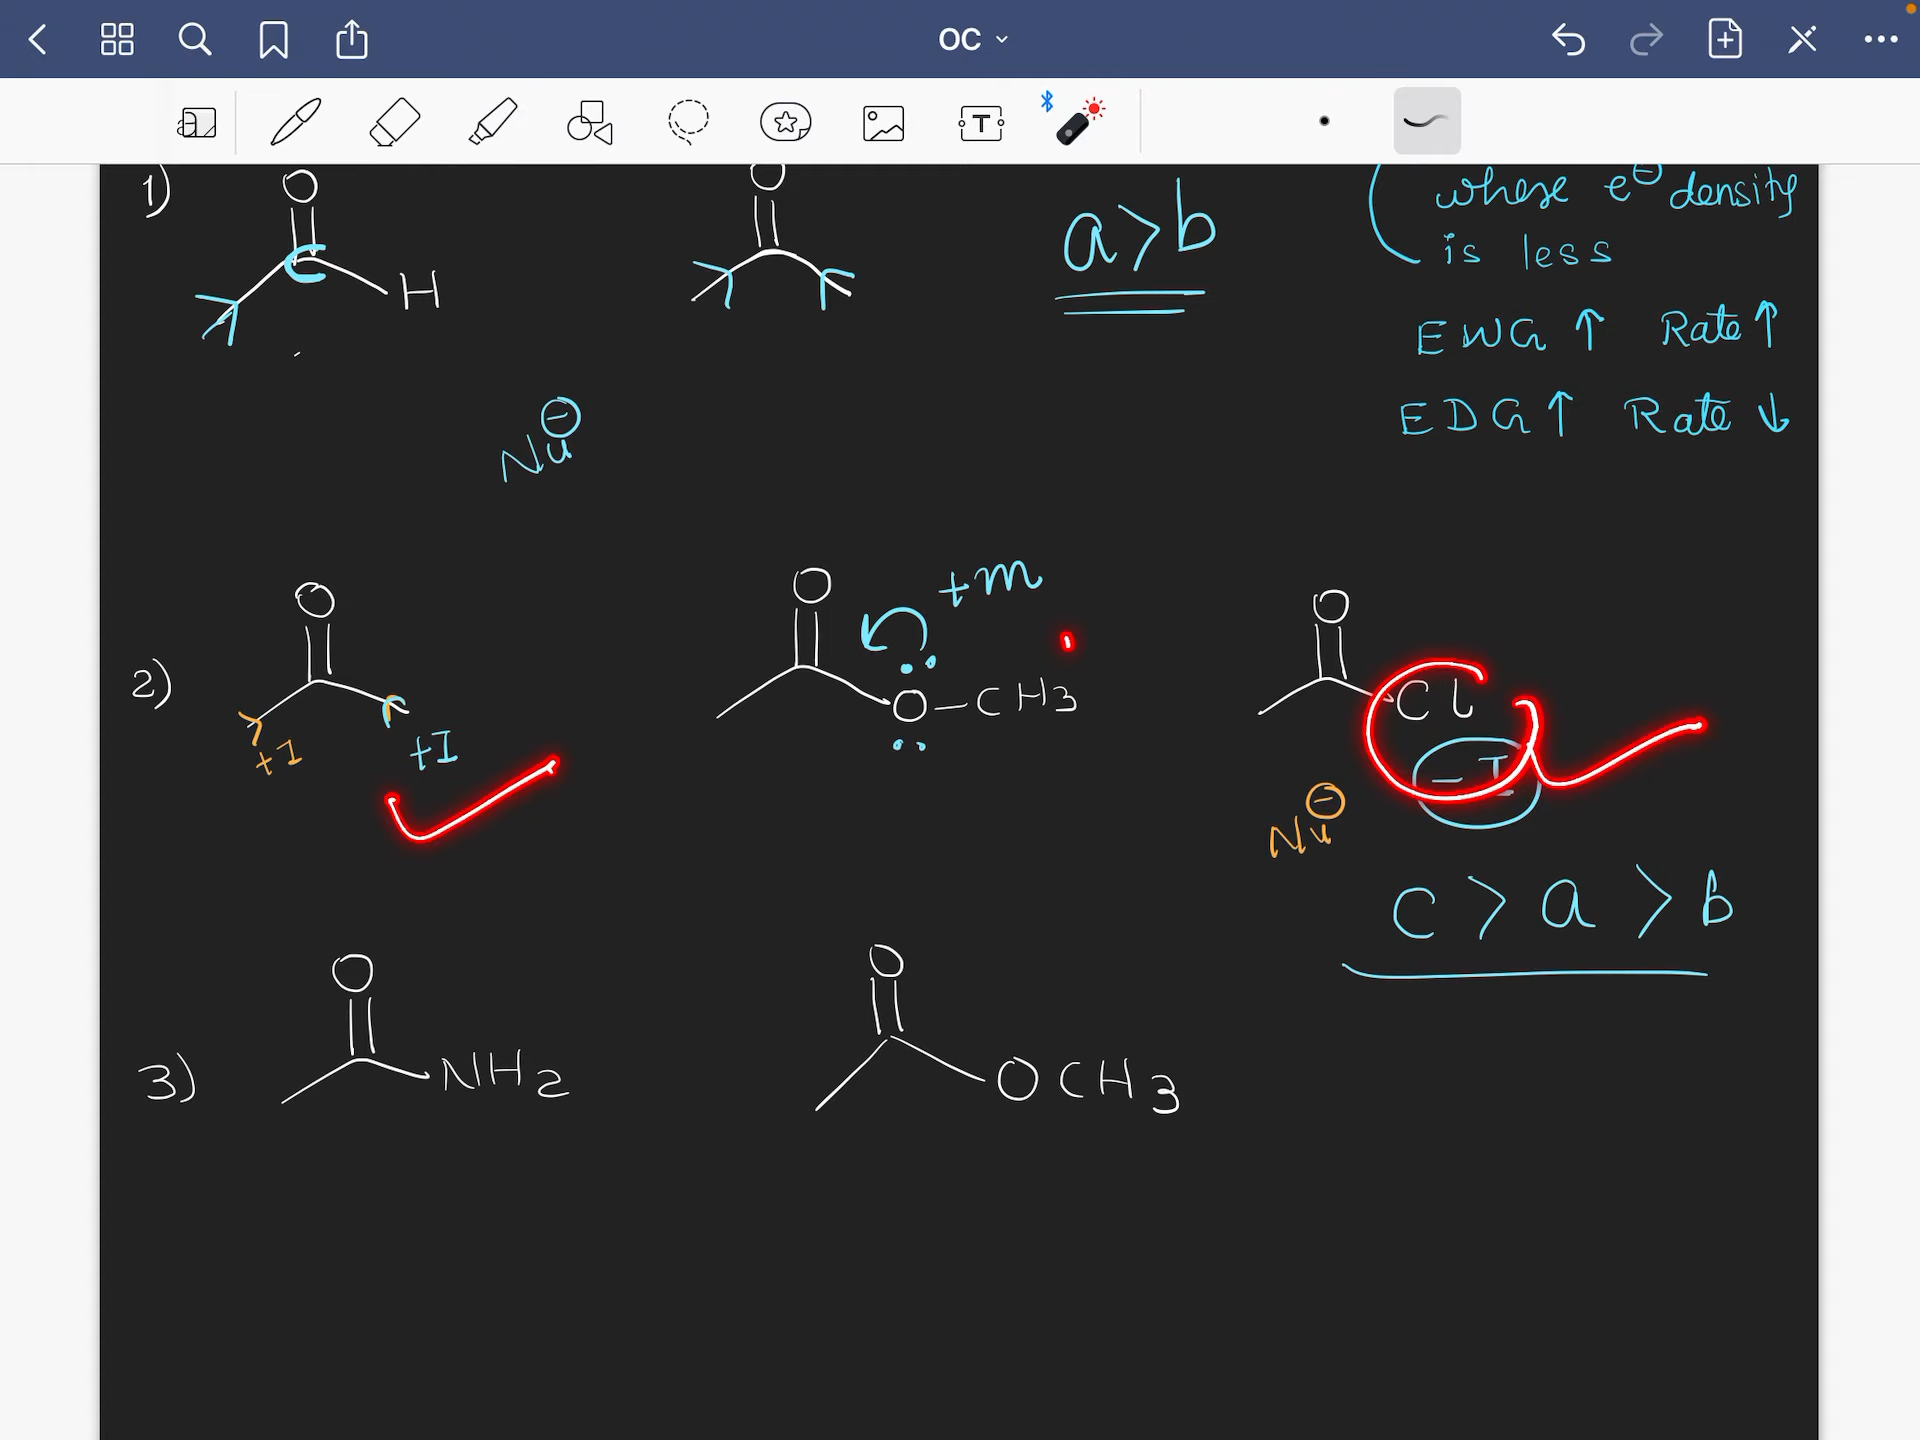 OC
T
1) O O a>b where e⊖ density
C H is less
EWG ↑ Rate ↑
EDG ↑ Rate ↓
Nu⊖
2) O O +m O
O-CH3 Cl
+I +I -I
Nu⊖
c > a > b
3) O O
NH2 OCH3